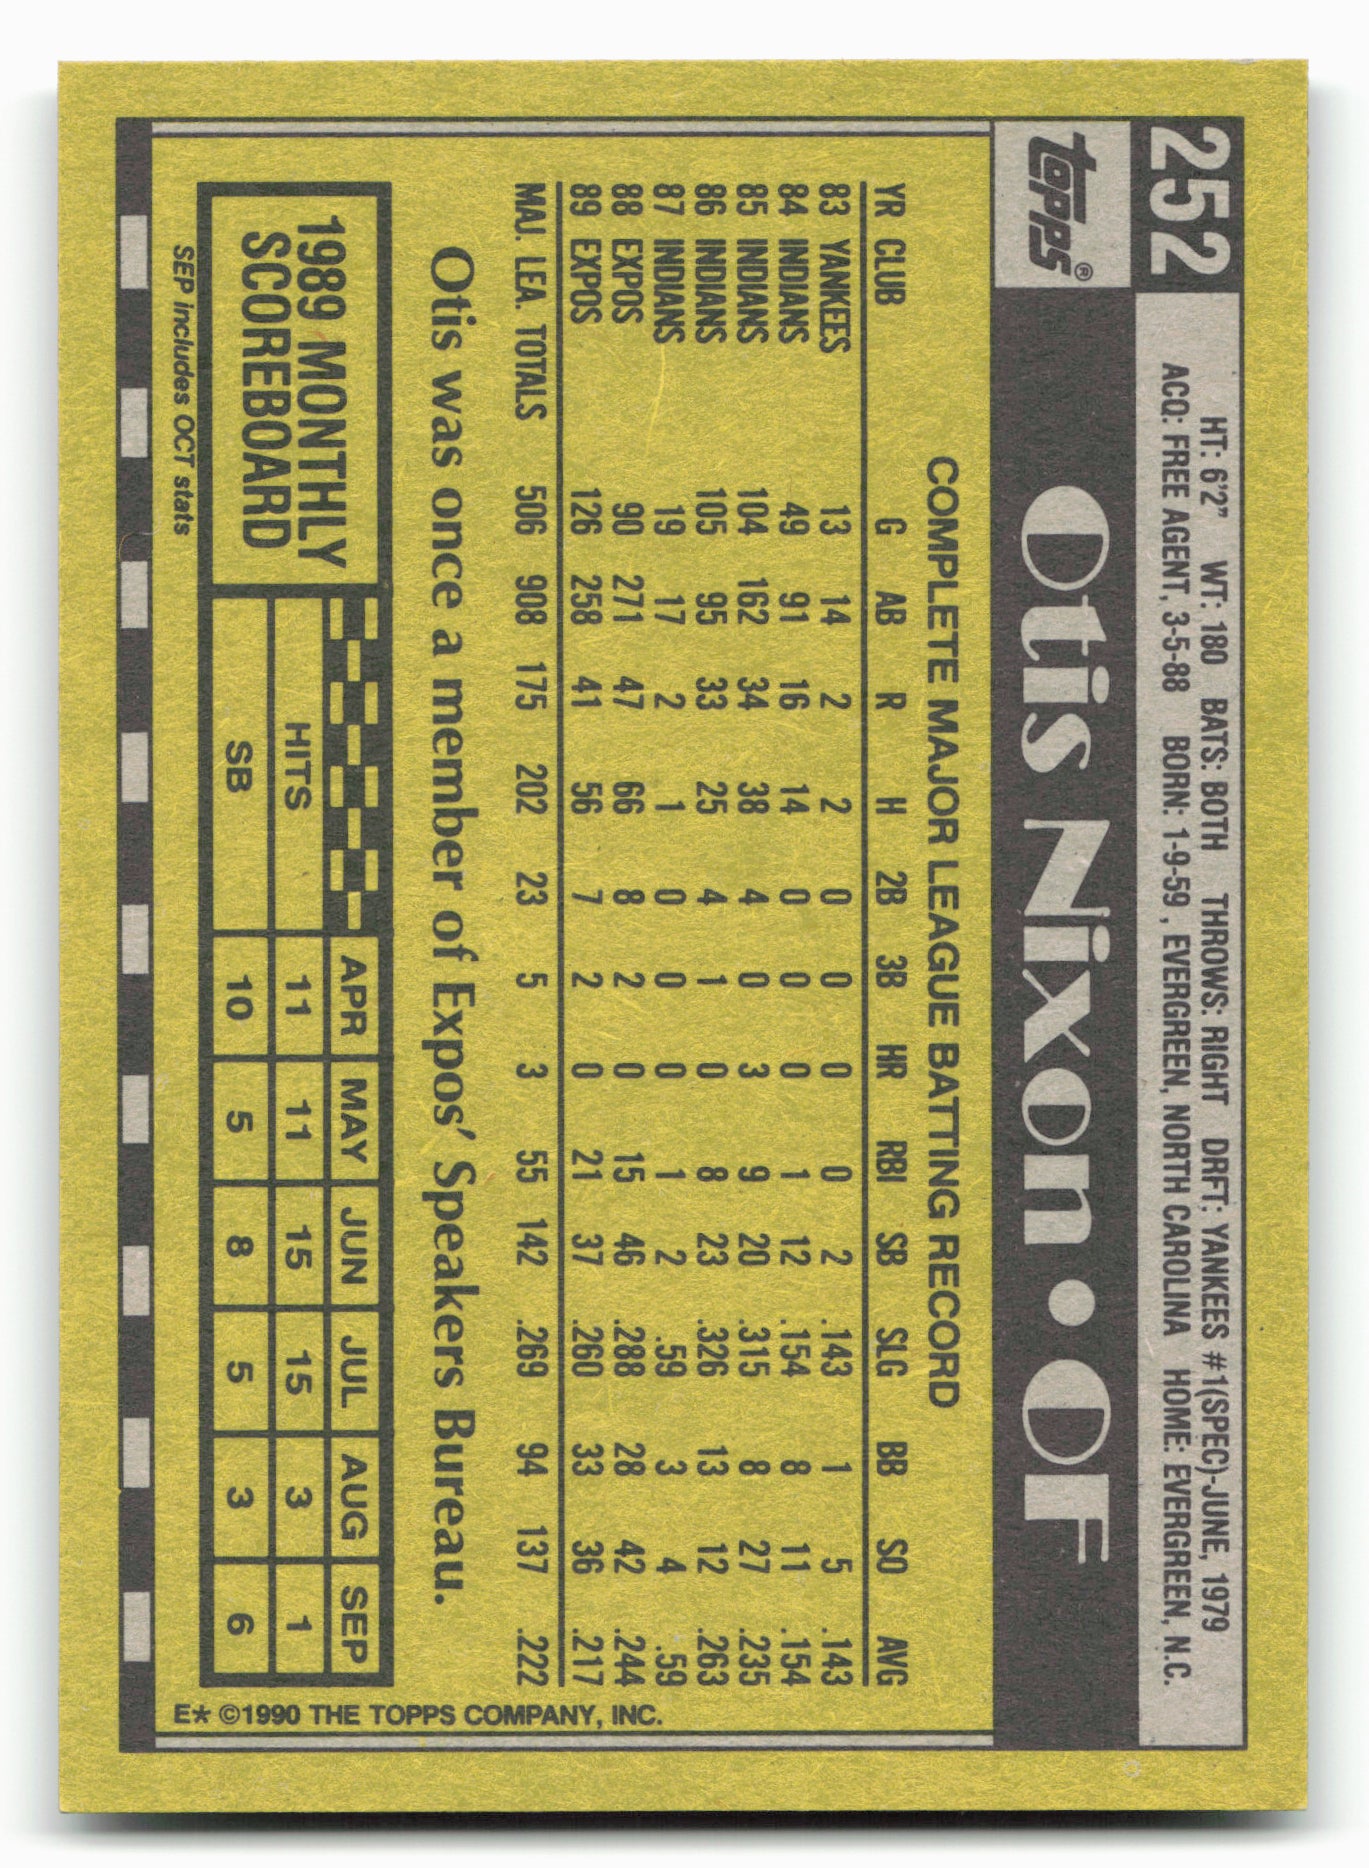 252
HT: 6'2" WT: 180 BATS: BOTH THROWS: RIGHT DRFT: YANKEES #1(SPEC)-JUNE, 1979
ACQ: FREE AGENT, 3-5-88 BORN: 1-9-59, EVERGREEN, NORTH CAROLINA HOME: EVERGREEN, N.C.
topps®
Otis Nixon • OF
COMPLETE MAJOR LEAGUE BATTING RECORD
YR CLUB G AB R H 2B 3B HR RBI SB SLG BB SO AVG
83 YANKEES 13 14 2 2 0 0 0 0 2 .143 1 5 .143
84 INDIANS 49 91 16 14 0 0 0 1 12 .154 8 11 .154
85 INDIANS 104 162 34 38 4 0 3 9 20 .315 8 27 .235
86 INDIANS 105 95 33 25 4 1 0 8 23 .326 13 12 .263
87 INDIANS 19 17 2 1 0 0 0 1 2 .59 3 4 .59
88 EXPOS 90 271 47 66 8 2 0 15 46 .288 28 42 .244
89 EXPOS 126 258 41 56 7 2 0 21 37 .260 33 36 .217
MAJ. LEA. TOTALS 506 908 175 202 23 5 3 55 142 .269 94 137 .222
Otis was once a member of Expos' Speakers Bureau.
1989 MONTHLY
SCOREBOARD
APR MAY JUN JUL AUG SEP
HITS 11 11 15 15 3 1
SB 10 5 8 5 3 6
SEP includes OCT stats
E* ©1990 THE TOPPS COMPANY, INC.